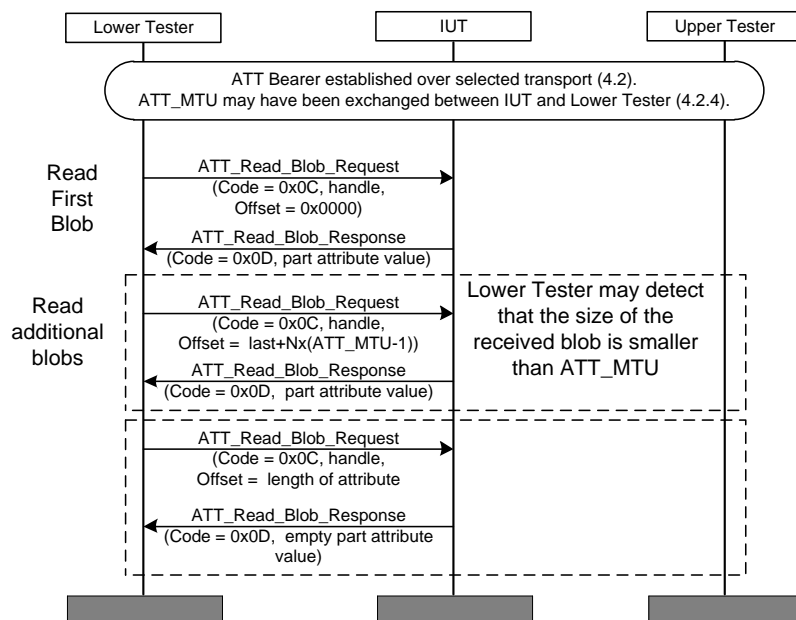 Lower Tester
IUT
Upper Tester
ATT Bearer established over selected transport (4.2).
ATT_MTU may have been exchanged between IUT and Lower Tester (4.2.4).
Read
First
Blob
ATT_Read_Blob_Request
(Code = 0x0C, handle,
Offset = 0x0000)
ATT_Read_Blob_Response
(Code = 0x0D, part attribute value)
Read
additional
blobs
ATT_Read_Blob_Request
(Code = 0x0C, handle,
Offset = last+Nx(ATT_MTU-1))
ATT_Read_Blob_Response
(Code = 0x0D, part attribute value)
Lower Tester may detect
that the size of the
received blob is smaller
than ATT_MTU
ATT_Read_Blob_Request
(Code = 0x0C, handle,
Offset = length of attribute
ATT_Read_Blob_Response
(Code = 0x0D, empty part attribute
value)